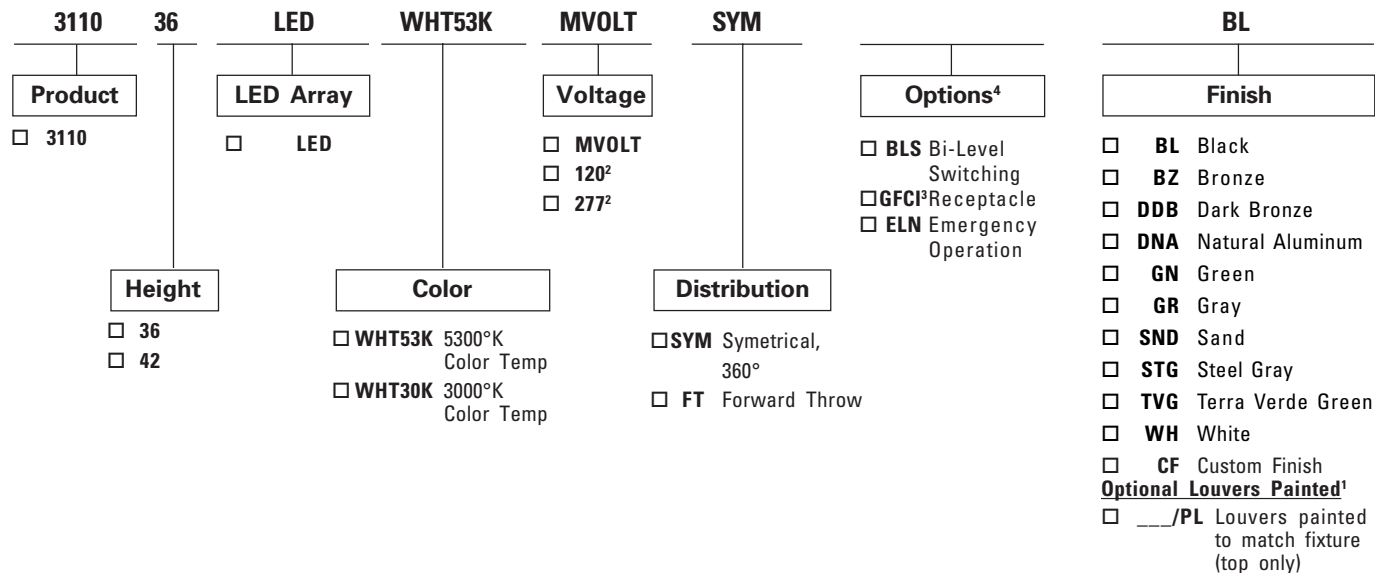 3110 36 LED WHT53K MVOLT SYM BL
Product
☐ 3110
Height
☐ 36
☐ 42
LED Array
☐ LED
Color
☐ WHT53K 5300°K
Color Temp
☐ WHT30K 3000°K
Color Temp
Voltage
☐ MVOLT
☐ 120²
☐ 277²
Distribution
☐ SYM Symetrical,
360°
☐ FT Forward Throw
Options⁴
☐ BLS Bi-Level
Switching
☐ GFCI³ Receptacle
☐ ELN Emergency
Operation
Finish
☐ BL Black
☐ BZ Bronze
☐ DDB Dark Bronze
☐ DNA Natural Aluminum
☐ GN Green
☐ GR Gray
☐ SND Sand
☐ STG Steel Gray
☐ TVG Terra Verde Green
☐ WH White
☐ CF Custom Finish
Optional Louvers Painted¹
☐ ___/PL Louvers painted
to match fixture
(top only)